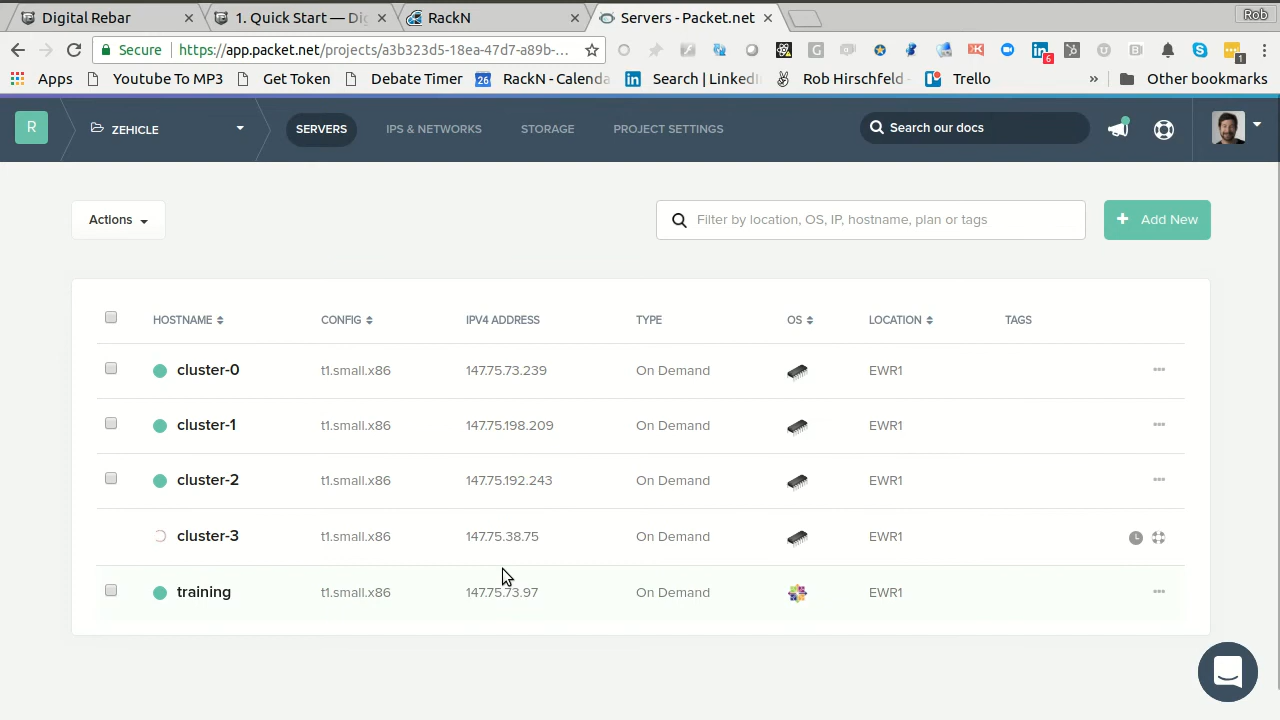 Digital Rebar 1. Quick Start — Di RackN Servers - Packet.net Rob
Secure https://app.packet.net/projects/a3b323d5-18ea-47d7-a89b-... 6 1
Apps Youtube To MP3 Get Token Debate Timer 26 RackN - Calenda Search | LinkedI Rob Hirschfeld - Trello » Other bookmarks
R ZEHICLE SERVERS IPS & NETWORKS STORAGE PROJECT SETTINGS Search our docs
Actions Filter by location, OS, IP, hostname, plan or tags + Add New
HOSTNAME CONFIG IPV4 ADDRESS TYPE OS LOCATION TAGS
cluster-0 t1.small.x86 147.75.73.239 On Demand EWR1
cluster-1 t1.small.x86 147.75.198.209 On Demand EWR1
cluster-2 t1.small.x86 147.75.192.243 On Demand EWR1
cluster-3 t1.small.x86 147.75.38.75 On Demand EWR1
training t1.small.x86 147.75.73.97 On Demand EWR1